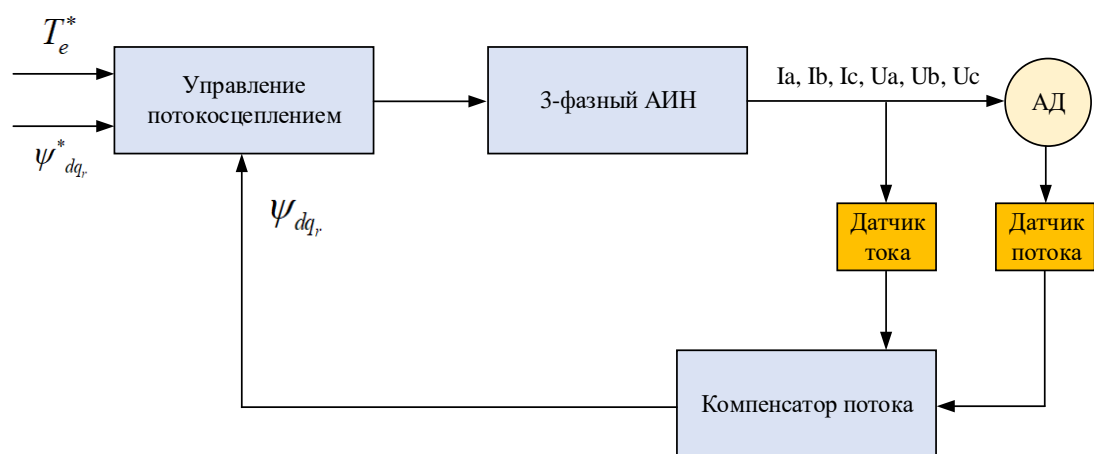 T*e
Управление
потокосцеплением
3-фазный АИН
Ia, Ib, Ic, Ua, Ub, Uc
АД
ψ*dqr
ψdqr
Датчик
тока
Датчик
потока
Компенсатор потока